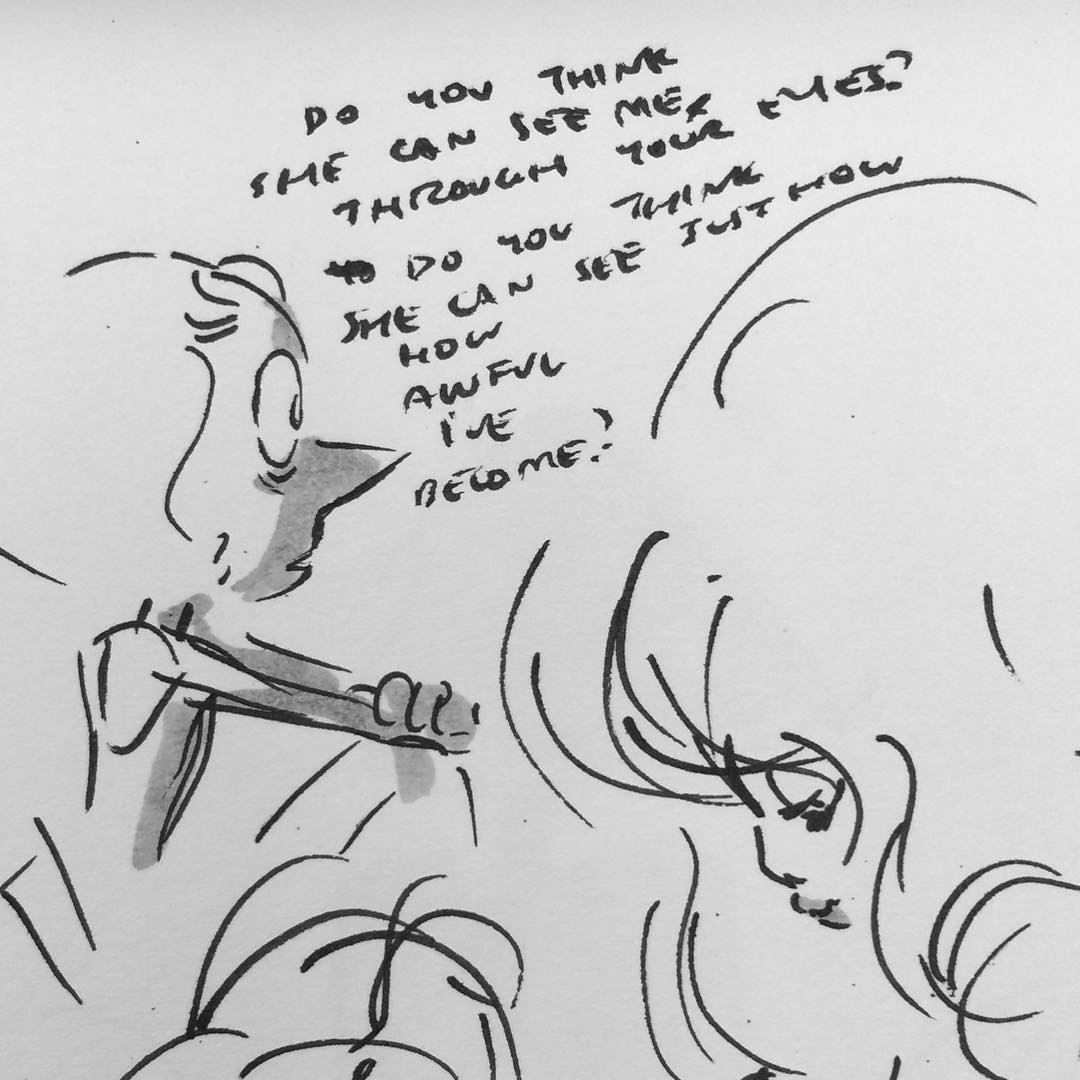 DO YOU THINK
SHE CAN SEE ME
THROUGH YOUR EYES?
DO YOU THINK
SHE CAN SEE JUST HOW
HOW
AWFUL
I'VE
BECOME?